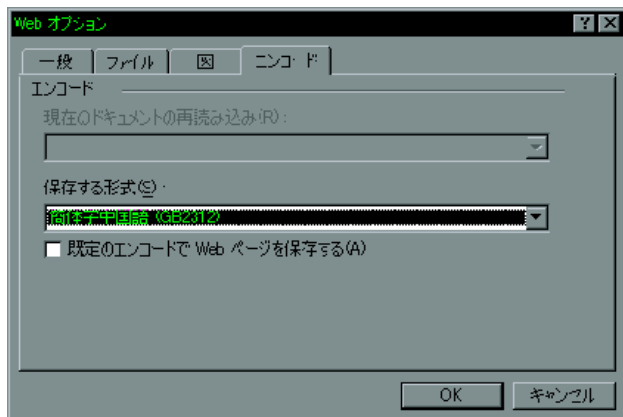 Web オプション
一般 ファイル 図 エンコード
エンコード
現在のドキュメントの再読み込み(R):
保存する形式(S):
簡体字中国語 (GB2312)
既定のエンコードで Web ページを保存する(A)
OK キャンセル